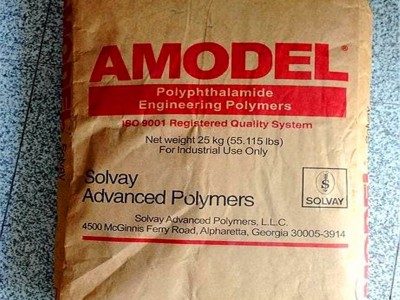 AMODEL®
Polyphthalamide
Engineering Polymers
ISO 9001 Registered Quality System
Net weight 25 kg (55.115 lbs)
For Industrial Use Only
Solvay
Advanced Polymers
SOLVAY
Solvay Advanced Polymers, L.L.C.
4500 McGinnis Ferry Road, Alpharetta, Georgia 30005-3914